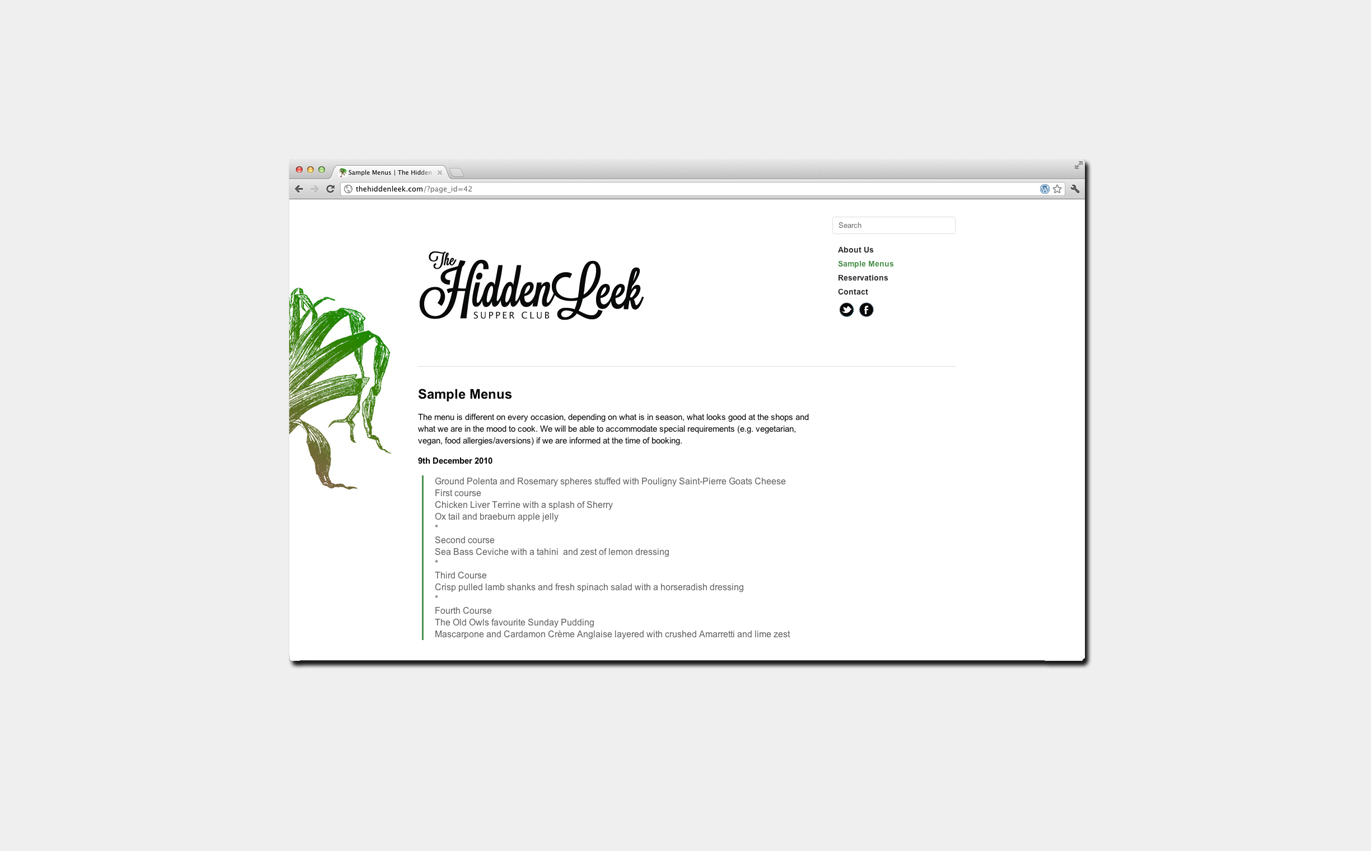 Sample Menus | The Hidden
thehiddenleek.com/?page_id=42
Search
About Us
Sample Menus
Reservations
Contact
The
Hidden Leek
SUPPER CLUB
Sample Menus
The menu is different on every occasion, depending on what is in season, what looks good at the shops and
what we are in the mood to cook. We will be able to accommodate special requirements (e.g. vegetarian,
vegan, food allergies/aversions) if we are informed at the time of booking.
9th December 2010
Ground Polenta and Rosemary spheres stuffed with Pouligny Saint-Pierre Goats Cheese
First course
Chicken Liver Terrine with a splash of Sherry
Ox tail and braeburn apple jelly
*
Second course
Sea Bass Ceviche with a tahini  and zest of lemon dressing
*
Third Course
Crisp pulled lamb shanks and fresh spinach salad with a horseradish dressing
*
Fourth Course
The Old Owls favourite Sunday Pudding
Mascarpone and Cardamon Crème Anglaise layered with crushed Amarretti and lime zest